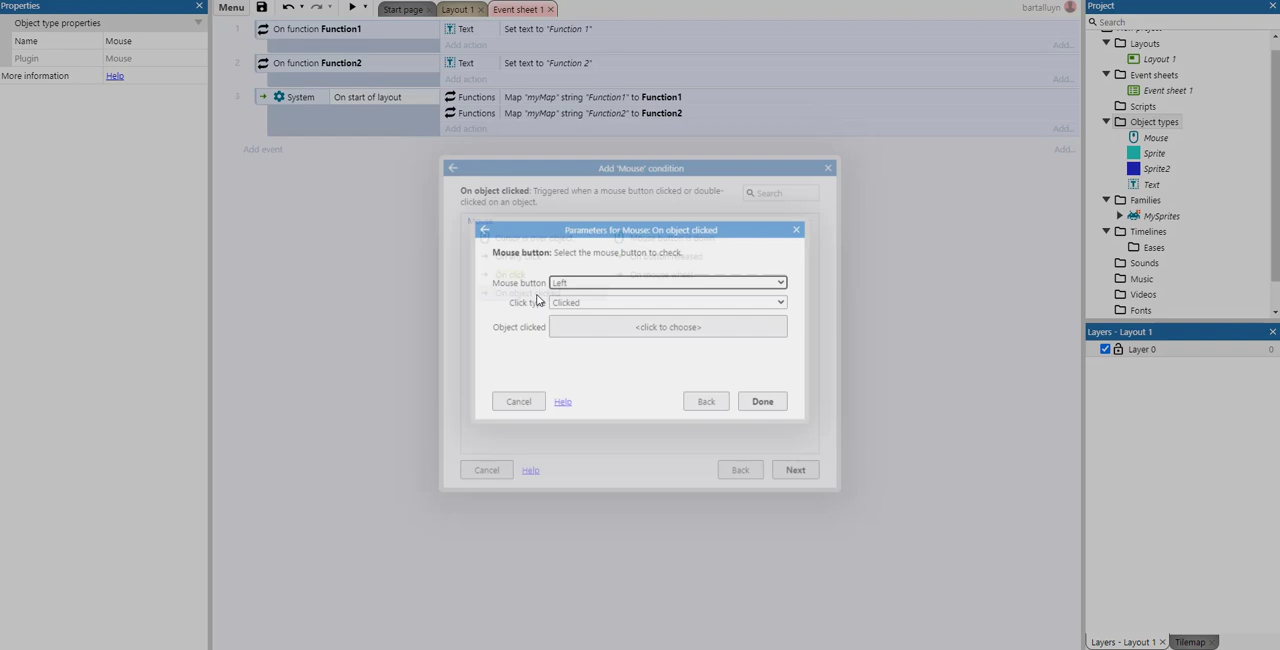 Properties
Object type properties
Name Mouse
Plugin Mouse
More information Help
Menu Start page Layout 1 Event sheet 1 bartalluyn
1 On function Function1 Text Set text to "Function 1"
Add action Add...
2 On function Function2 Text Set text to "Function 2"
Add action Add...
3 System On start of layout Functions Map "myMap" string "Function1" to Function1
Functions Map "myMap" string "Function2" to Function2
Add action Add...
Add event Add...
Add 'Mouse' condition
On object clicked: Triggered when a mouse button clicked or double-
clicked on an object.
Search...
Mouse
Parameters for Mouse: On object clicked
Mouse button: Select the mouse button to check.
On click
Mouse button Left
Click type Clicked
Object clicked <click to choose>
Cancel Help Back Done
Cancel Help Back Next
Project
Search
Layouts
Layout 1
Event sheets
Event sheet 1
Scripts
Object types
Mouse
Sprite
Sprite2
Text
Families
MySprites
Timelines
Eases
Sounds
Music
Videos
Fonts
Layers - Layout 1
Layer 0 0
Layers - Layout 1 Tilemap